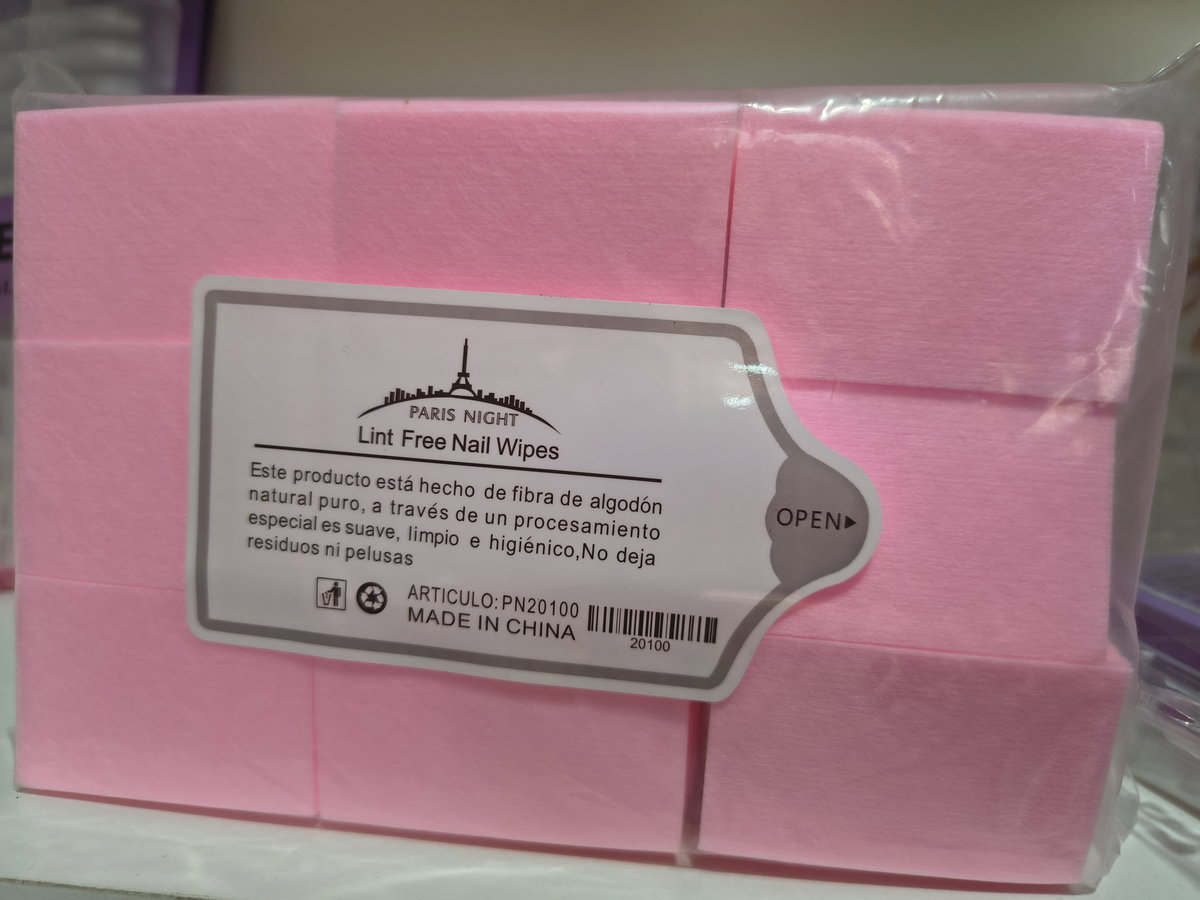 PARIS NIGHT
Lint Free Nail Wipes
Este producto está hecho de fibra de algodón
natural puro, a través de un procesamiento
especial es suave, limpio e higiénico,No deja
residuos ni pelusas
OPEN
ARTICULO:PN20100
MADE IN CHINA
20100